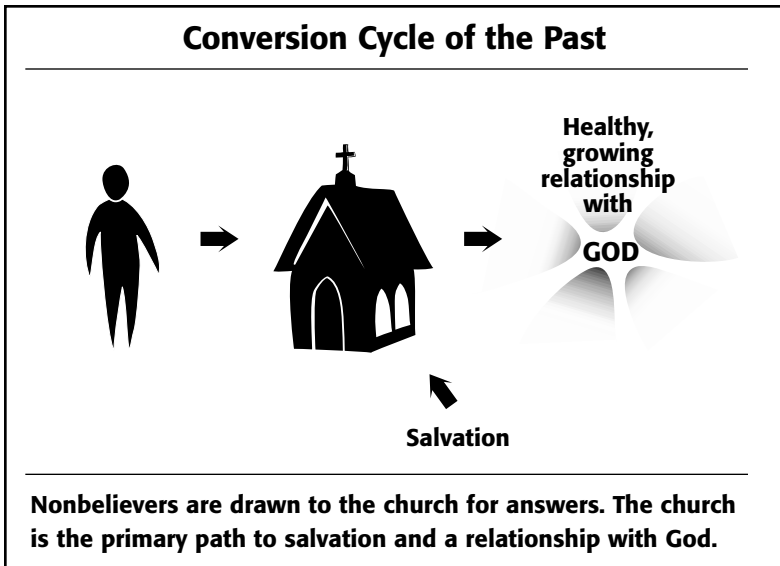 Conversion Cycle of the Past
Healthy,
growing
relationship
with
GOD
Salvation
Nonbelievers are drawn to the church for answers. The church
is the primary path to salvation and a relationship with God.